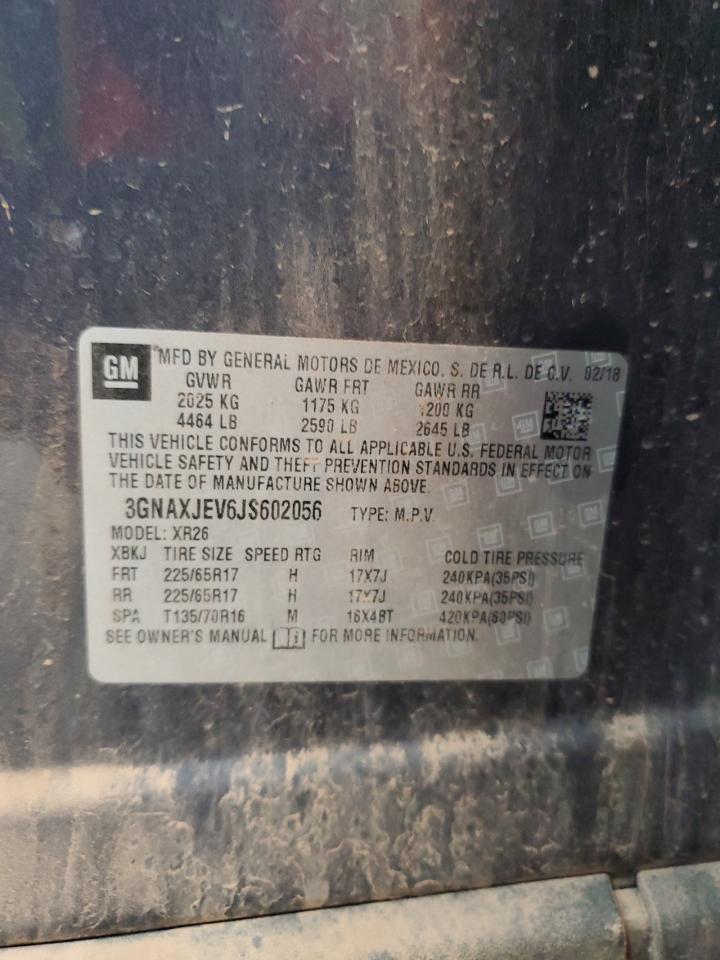 GM
MFD BY GENERAL MOTORS DE MEXICO. S. DE R.L. DE C.V. 02/18
GVWR GAWR FRT GAWR RR
2025 KG 1175 KG 1200 KG
4464 LB 2590 LB 2645 LB
THIS VEHICLE CONFORMS TO ALL APPLICABLE U.S. FEDERAL MOTOR
VEHICLE SAFETY AND THEFT PREVENTION STANDARDS IN EFFECT ON
THE DATE OF MANUFACTURE SHOWN ABOVE.
3GNAXJEV6JS602056 TYPE: M.P.V.
MODEL: XR26
XBKJ TIRE SIZE SPEED RTG RIM COLD TIRE PRESSURE
FRT 225/65R17 H 17X7J 240KPA(35PSI)
RR 225/65R17 H 17X7J 240KPA(35PSI)
SPA T135/70R16 M 16X4BT 420KPA(60PSI)
SEE OWNER'S MANUAL FOR MORE INFORMATION.